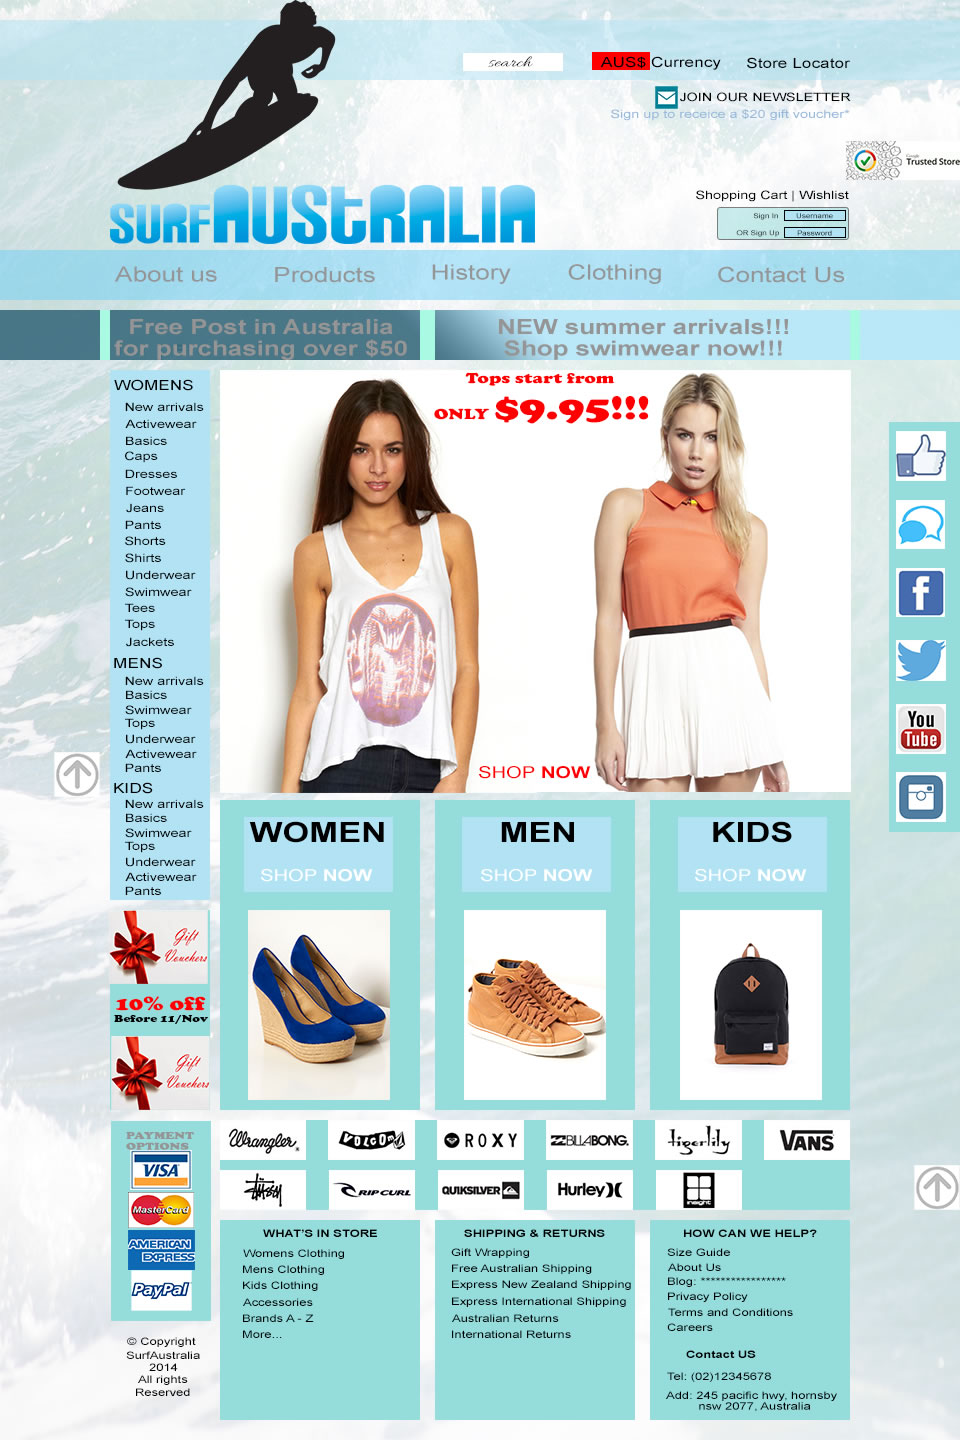 search
AUS$ Currency
Store Locator
JOIN OUR NEWSLETTER
Sign up to receice a $20 gift voucher*
Google
Trusted Store
Shopping Cart | Wishlist
Sign In Username
OR Sign Up Password
SURFAUSTRALIA
About us Products History Clothing Contact Us
Free Post in Australia
for purchasing over $50
NEW summer arrivals!!!
Shop swimwear now!!!
WOMENS
New arrivals
Activewear
Basics
Caps
Dresses
Footwear
Jeans
Pants
Shorts
Shirts
Underwear
Swimwear
Tees
Tops
Jackets
MENS
New arrivals
Basics
Swimwear
Tops
Underwear
Activewear
Pants
KIDS
New arrivals
Basics
Swimwear
Tops
Underwear
Activewear
Pants
Tops start from
ONLY $9.95!!!
SHOP NOW
You
Tube
WOMEN
SHOP NOW
MEN
SHOP NOW
KIDS
SHOP NOW
Gift
Vouchers
10% off
Before 11/Nov
Gift
Vouchers
PAYMENT
OPTIONS
VISA
MasterCard
AMERICAN
EXPRESS
PayPal
© Copyright
SurfAustralia
2014
All rights
Reserved
Wrangler
VOLCOM
ROXY
BILLABONG
tigerlily
VANS
STÜSSY
RIP CURL
QUIKSILVER
Hurley
insight
WHAT'S IN STORE
Womens Clothing
Mens Clothing
Kids Clothing
Accessories
Brands A - Z
More...
SHIPPING & RETURNS
Gift Wrapping
Free Australian Shipping
Express New Zealand Shipping
Express International Shipping
Australian Returns
International Returns
HOW CAN WE HELP?
Size Guide
About Us
Blog: *****************
Privacy Policy
Terms and Conditions
Careers
Contact US
Tel: (02)12345678
Add: 245 pacific hwy, hornsby
nsw 2077, Australia